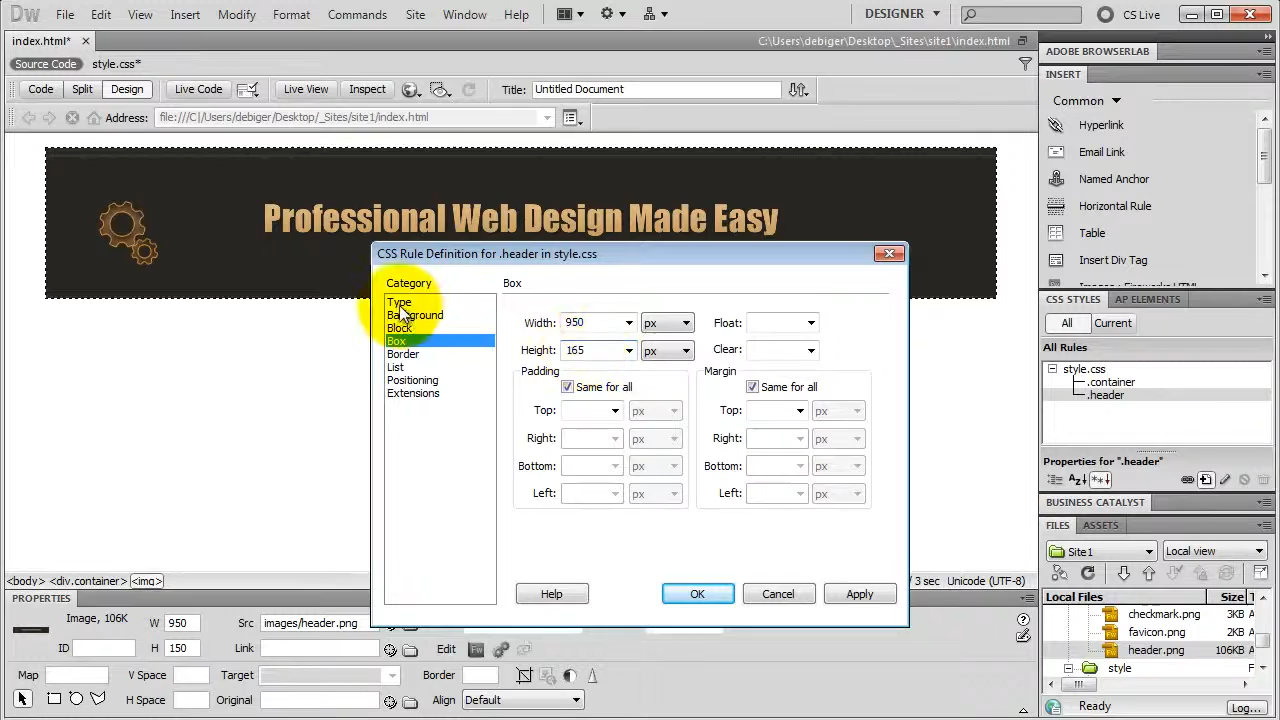 Dw File Edit View Insert Modify Format Commands Site Window Help DESIGNER CS Live
index.html* C:\Users\debiger\Desktop\_Sites\site1\index.html
Source Code style.css*
Code Split Design Live Code Live View Inspect Title: Untitled Document
Address: file:///C|/Users/debiger/Desktop/_Sites/site1/index.html
Professional Web Design Made Easy
CSS Rule Definition for .header in style.css
Category
Type
Background
Block
Box
Border
List
Positioning
Extensions
Box
Width: 950 px Float:
Height: 165 px Clear:
Padding Margin
Same for all Same for all
Top: px Top: px
Right: px Right: px
Bottom: px Bottom: px
Left: px Left: px
Help OK Cancel Apply
<body> <div.container> <img> / 3 sec Unicode (UTF-8)
PROPERTIES
Image, 106K W 950 Src images/header.png
ID H 150 Link Edit
Map V Space Target Border
H Space Original Align Default
ADOBE BROWSERLAB
INSERT
Common
Hyperlink
Email Link
Named Anchor
Horizontal Rule
Table
Insert Div Tag
Images: Fireworks HTML
CSS STYLES AP ELEMENTS
All Current
All Rules
style.css
.container
.header
Properties for ".header"
BUSINESS CATALYST
FILES ASSETS
Site1 Local view
Local Files Size
checkmark.png 3KB A
favicon.png 2KB A
header.png 106KB A
style
Ready Log...